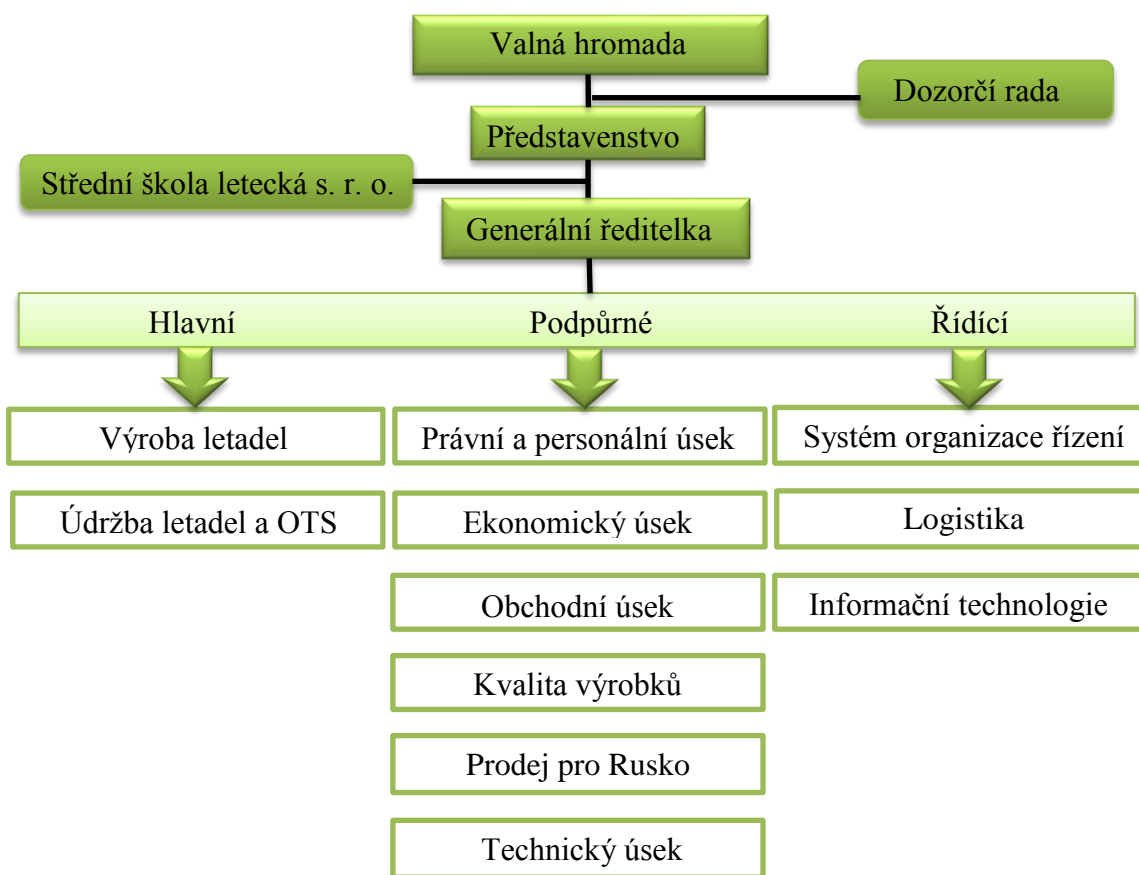 Valná hromada
Dozorčí rada
Představenstvo
Střední škola letecká s. r. o.
Generální ředitelka
Hlavní
Podpůrné
Řídící
Výroba letadel
Právní a personální úsek
Systém organizace řízení
Údržba letadel a OTS
Ekonomický úsek
Logistika
Obchodní úsek
Informační technologie
Kvalita výrobků
Prodej pro Rusko
Technický úsek